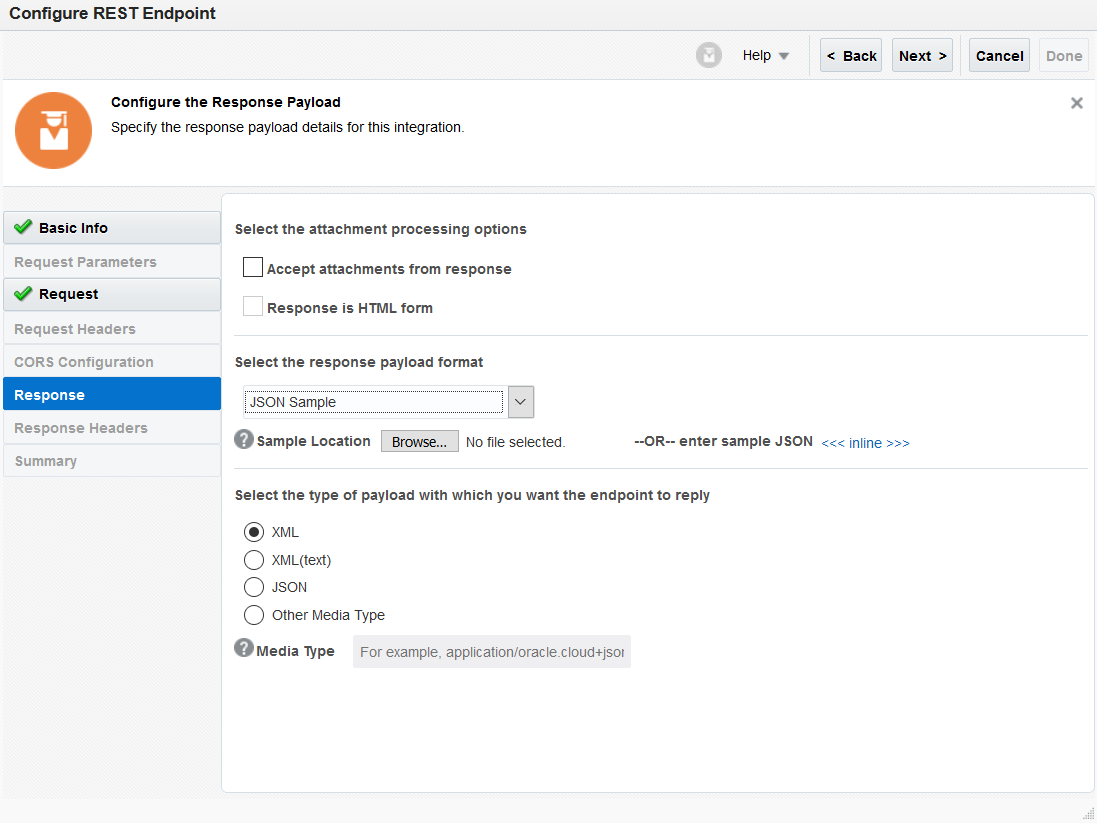 Configure REST Endpoint
Help
< Back
Next >
Cancel
Done
Configure the Response Payload
Specify the response payload details for this integration.
Basic Info
Request Parameters
Request
Request Headers
CORS Configuration
Response
Response Headers
Summary
Select the attachment processing options
Accept attachments from response
Response is HTML form
Select the response payload format
JSON Sample
? Sample Location Browse... No file selected. --OR-- enter sample JSON <<< inline >>>
Select the type of payload with which you want the endpoint to reply
XML
XML(text)
JSON
Other Media Type
? Media Type For example, application/oracle.cloud+json